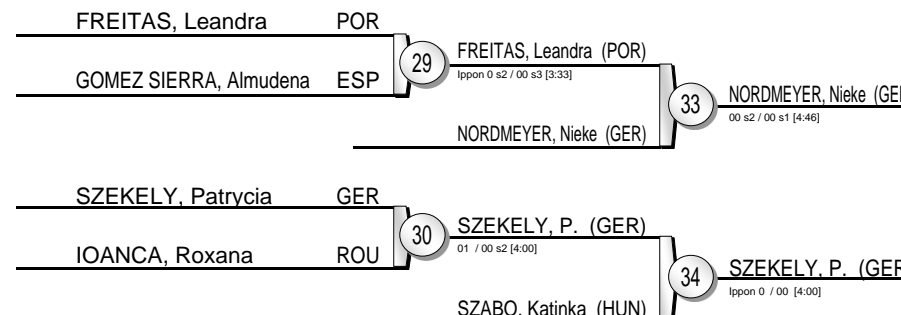 FREITAS, Leandra POR
GOMEZ SIERRA, Almudena ESP
29
FREITAS, Leandra (POR)
Ippon 0 s2 / 00 s3 [3:33]
NORDMEYER, Nieke (GER)
33
NORDMEYER, Nieke (GER
00 s2 / 00 s1 [4:46]
SZEKELY, Patrycia GER
IOANCA, Roxana ROU
30
SZEKELY, P. (GER)
01 / 00 s2 [4:00]
SZABO, Katinka (HUN)
34
SZEKELY, P. (GER
Ippon 0 / 00 [4:00]